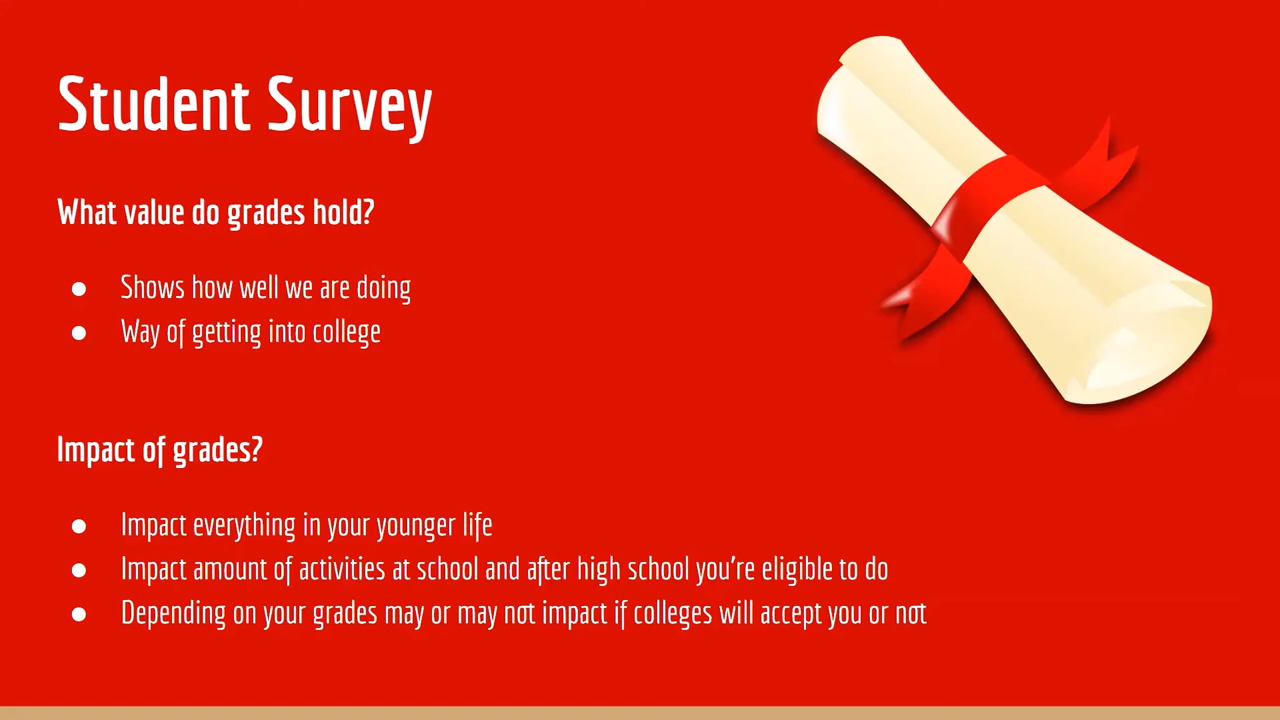 Student Survey
What value do grades hold?
● Shows how well we are doing
● Way of getting into college
Impact of grades?
● Impact everything in your younger life
● Impact amount of activities at school and after high school you’re eligible to do
● Depending on your grades may or may not impact if colleges will accept you or not